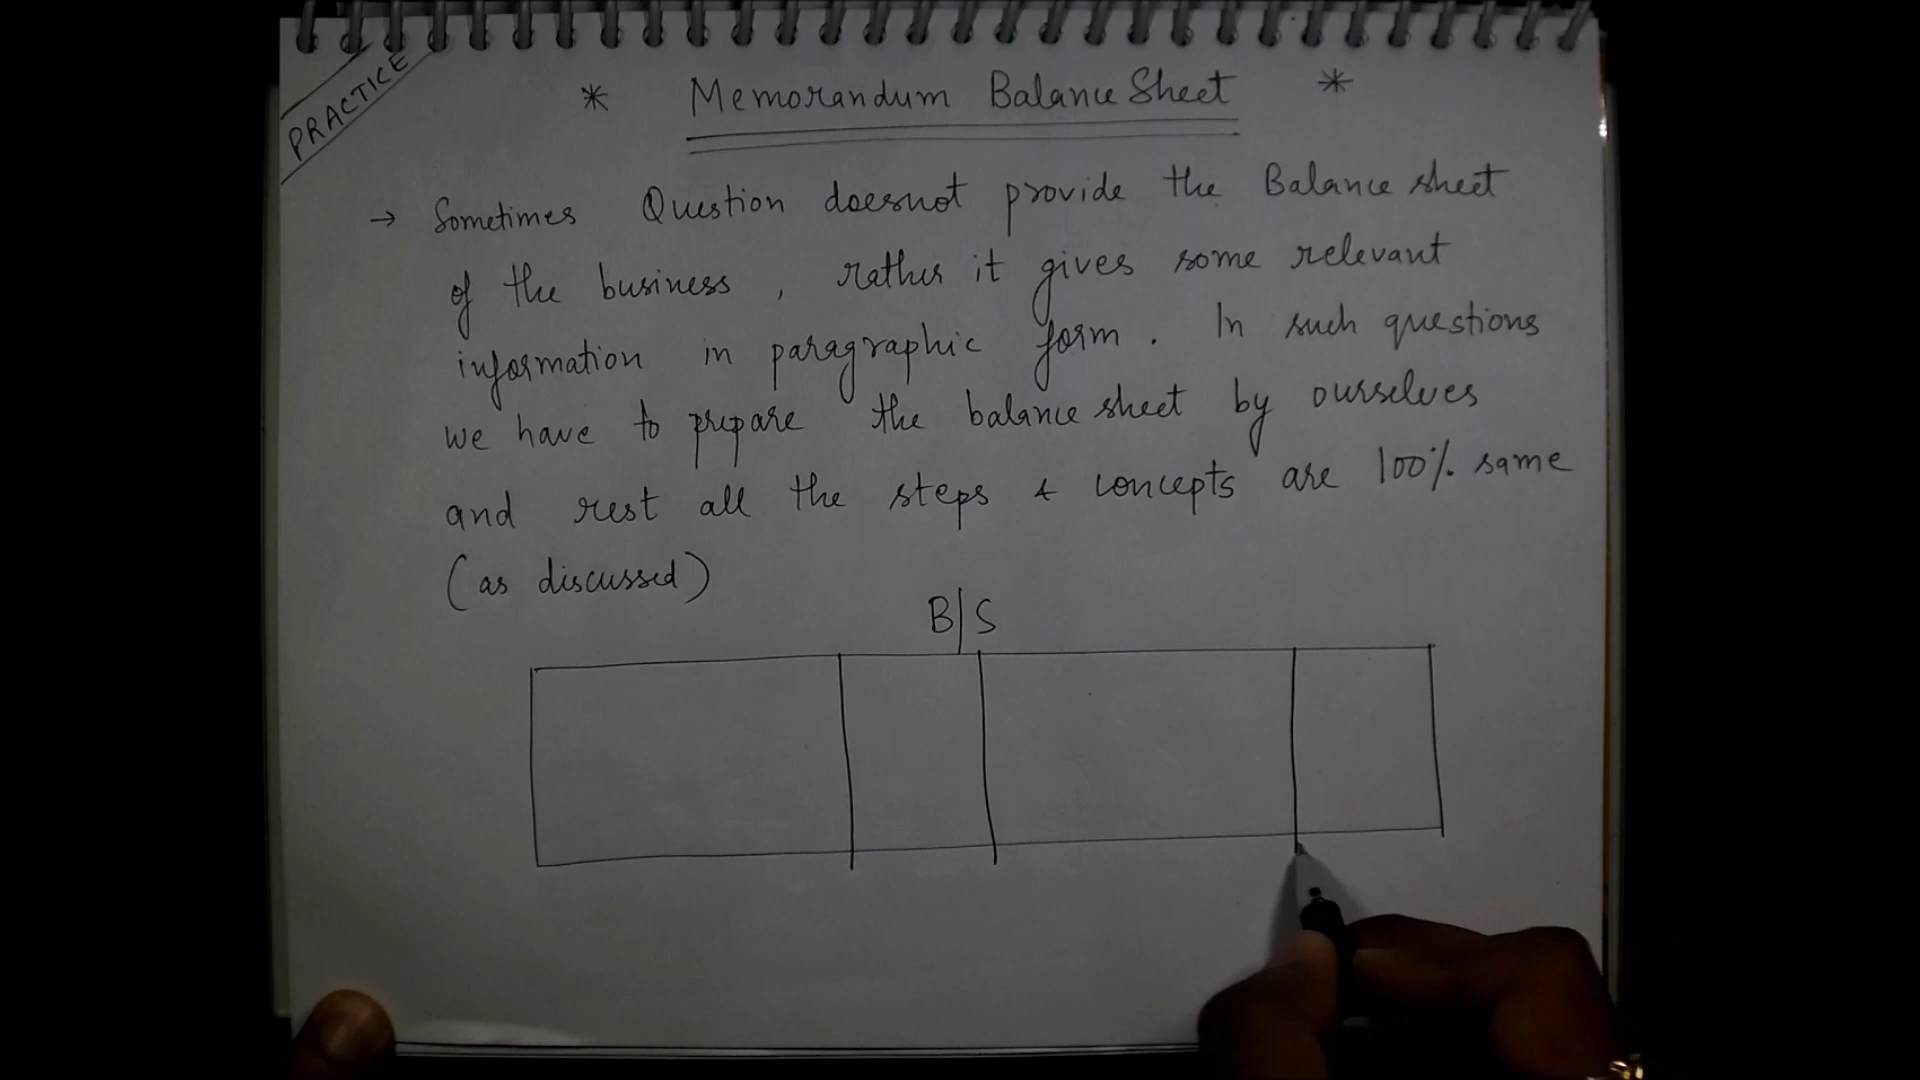 PRACTICE
* Memorandum Balance Sheet *
→ Sometimes Question doesnot provide the Balance sheet
of the business , rather it gives some relevant
information in paragraphic form . In such questions
we have to prepare the balance sheet by ourselves
and rest all the steps & concepts are 100% same
(as discussed)
B/S